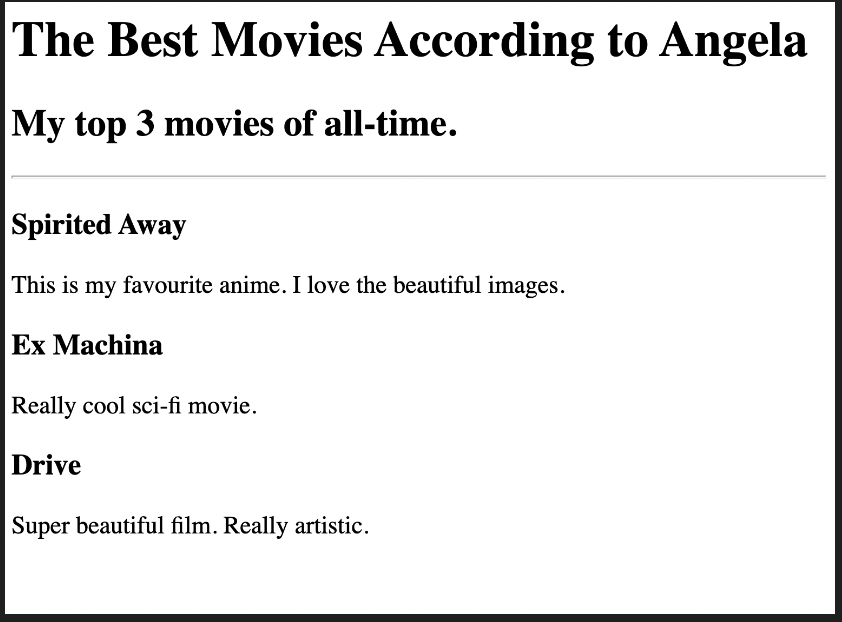 The Best Movies According to Angela
My top 3 movies of all-time.
Spirited Away
This is my favourite anime. I love the beautiful images.
Ex Machina
Really cool sci-fi movie.
Drive
Super beautiful film. Really artistic.